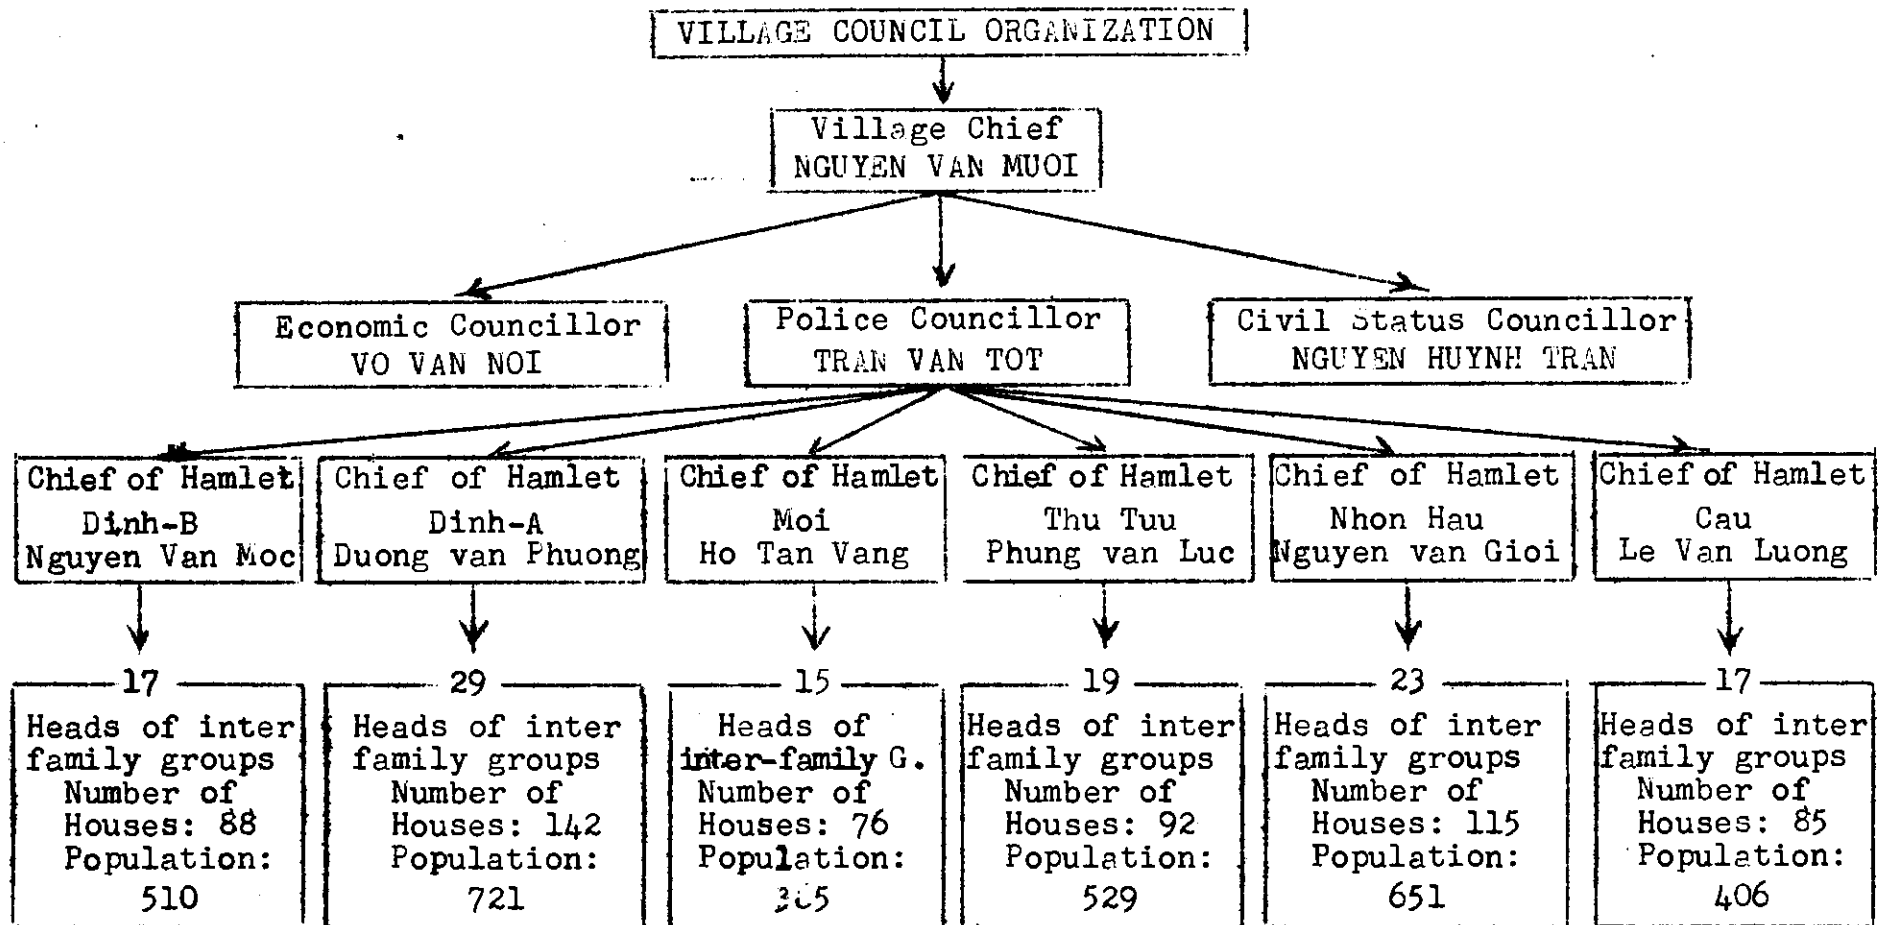 VILLAGE COUNCIL ORGANIZATION
Village Chief
NGUYEN VAN MUOI
Economic Councillor
VO VAN NOI
Police Councillor
TRAN VAN TOT
Civil Status Councillor
NGUYEN HUYNH TRAN
Chief of Hamlet
Dinh-B
Nguyen Van Moc
Chief of Hamlet
Dinh-A
Duong van Phuong
Chief of Hamlet
Moi
Ho Tan Vang
Chief of Hamlet
Thu Tuu
Phung van Luc
Chief of Hamlet
Nhon Hau
Nguyen van Gioi
Chief of Hamlet
Cau
Le Van Luong
17
Heads of inter
family groups
Number of
Houses: 88
Population:
510
29
Heads of inter
family groups
Number of
Houses: 142
Population:
721
15
Heads of
inter-family G.
Number of
Houses: 76
Population:
19
Heads of inter
family groups
Number of
Houses: 92
Population:
529
23
Heads of inter
family groups
Number of
Houses: 115
Population:
651
17
Heads of inter
family groups
Number of
Houses: 85
Population:
406